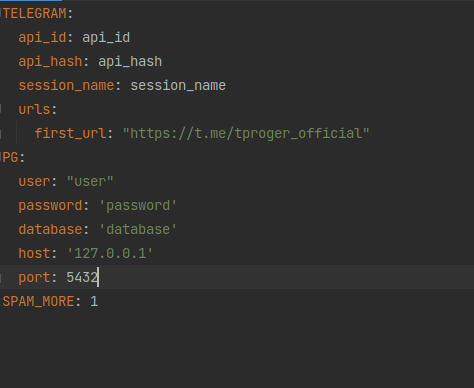 TELEGRAM:
api_id: api_id
api_hash: api_hash
session_name: session_name
urls:
first_url: "https://t.me/tproger_official"
PG:
user: "user"
password: 'password'
database: 'database'
host: '127.0.0.1'
port: 5432
SPAM_MORE: 1